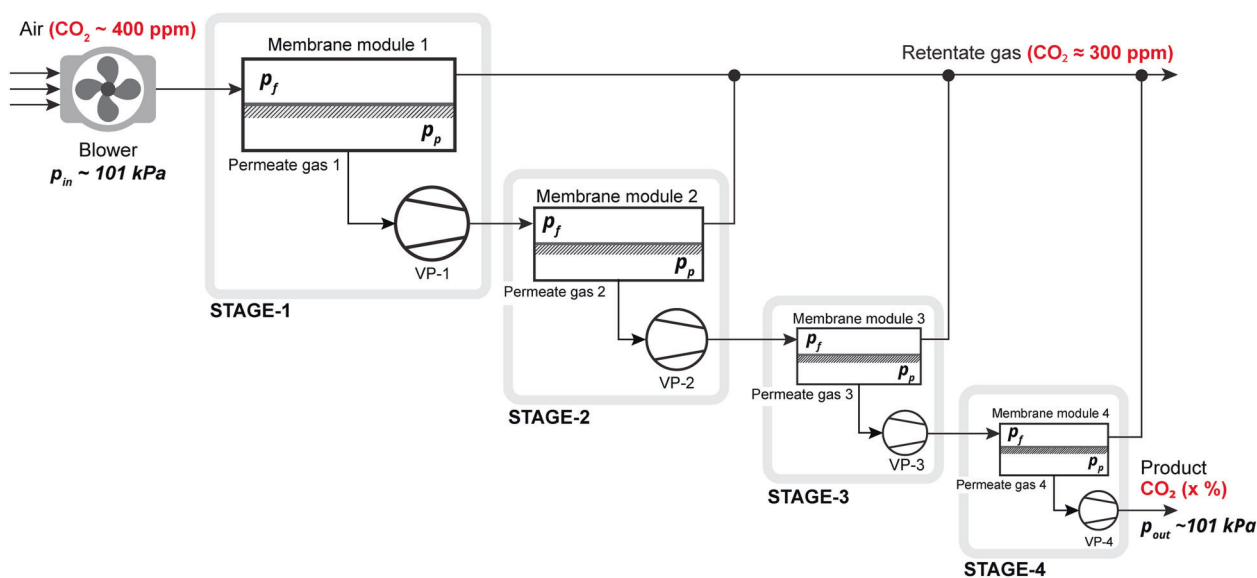 Air (CO₂ ~ 400 ppm)
Blower
p_in ~ 101 kPa
Membrane module 1
p_f
p_p
Permeate gas 1
VP-1
STAGE-1
Retentate gas (CO₂ ≈ 300 ppm)
Membrane module 2
p_f
p_p
Permeate gas 2
VP-2
STAGE-2
Membrane module 3
p_f
p_p
Permeate gas 3
VP-3
STAGE-3
Membrane module 4
p_f
p_p
Permeate gas 4
VP-4
STAGE-4
Product
CO₂ (x %)
p_out ~101 kPa